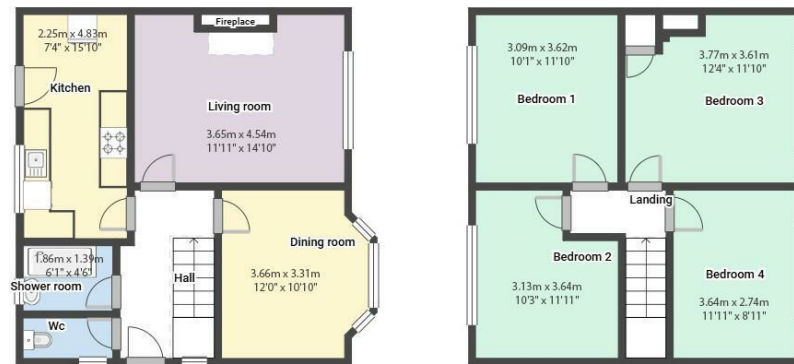 2.25m x 4.83m
7'4" x 15'10"
Kitchen
Fireplace
Living room
3.65m x 4.54m
11'11" x 14'10"
1.86m x 1.39m
6'1" x 4'6"
Shower room
Wc
Hall
Dining room
3.66m x 3.31m
12'0" x 10'10"
3.09m x 3.62m
10'1" x 11'10"
Bedroom 1
3.77m x 3.61m
12'4" x 11'10"
Bedroom 3
Landing
Bedroom 2
3.13m x 3.64m
10'3" x 11'11"
Bedroom 4
3.64m x 2.74m
11'11" x 8'11"